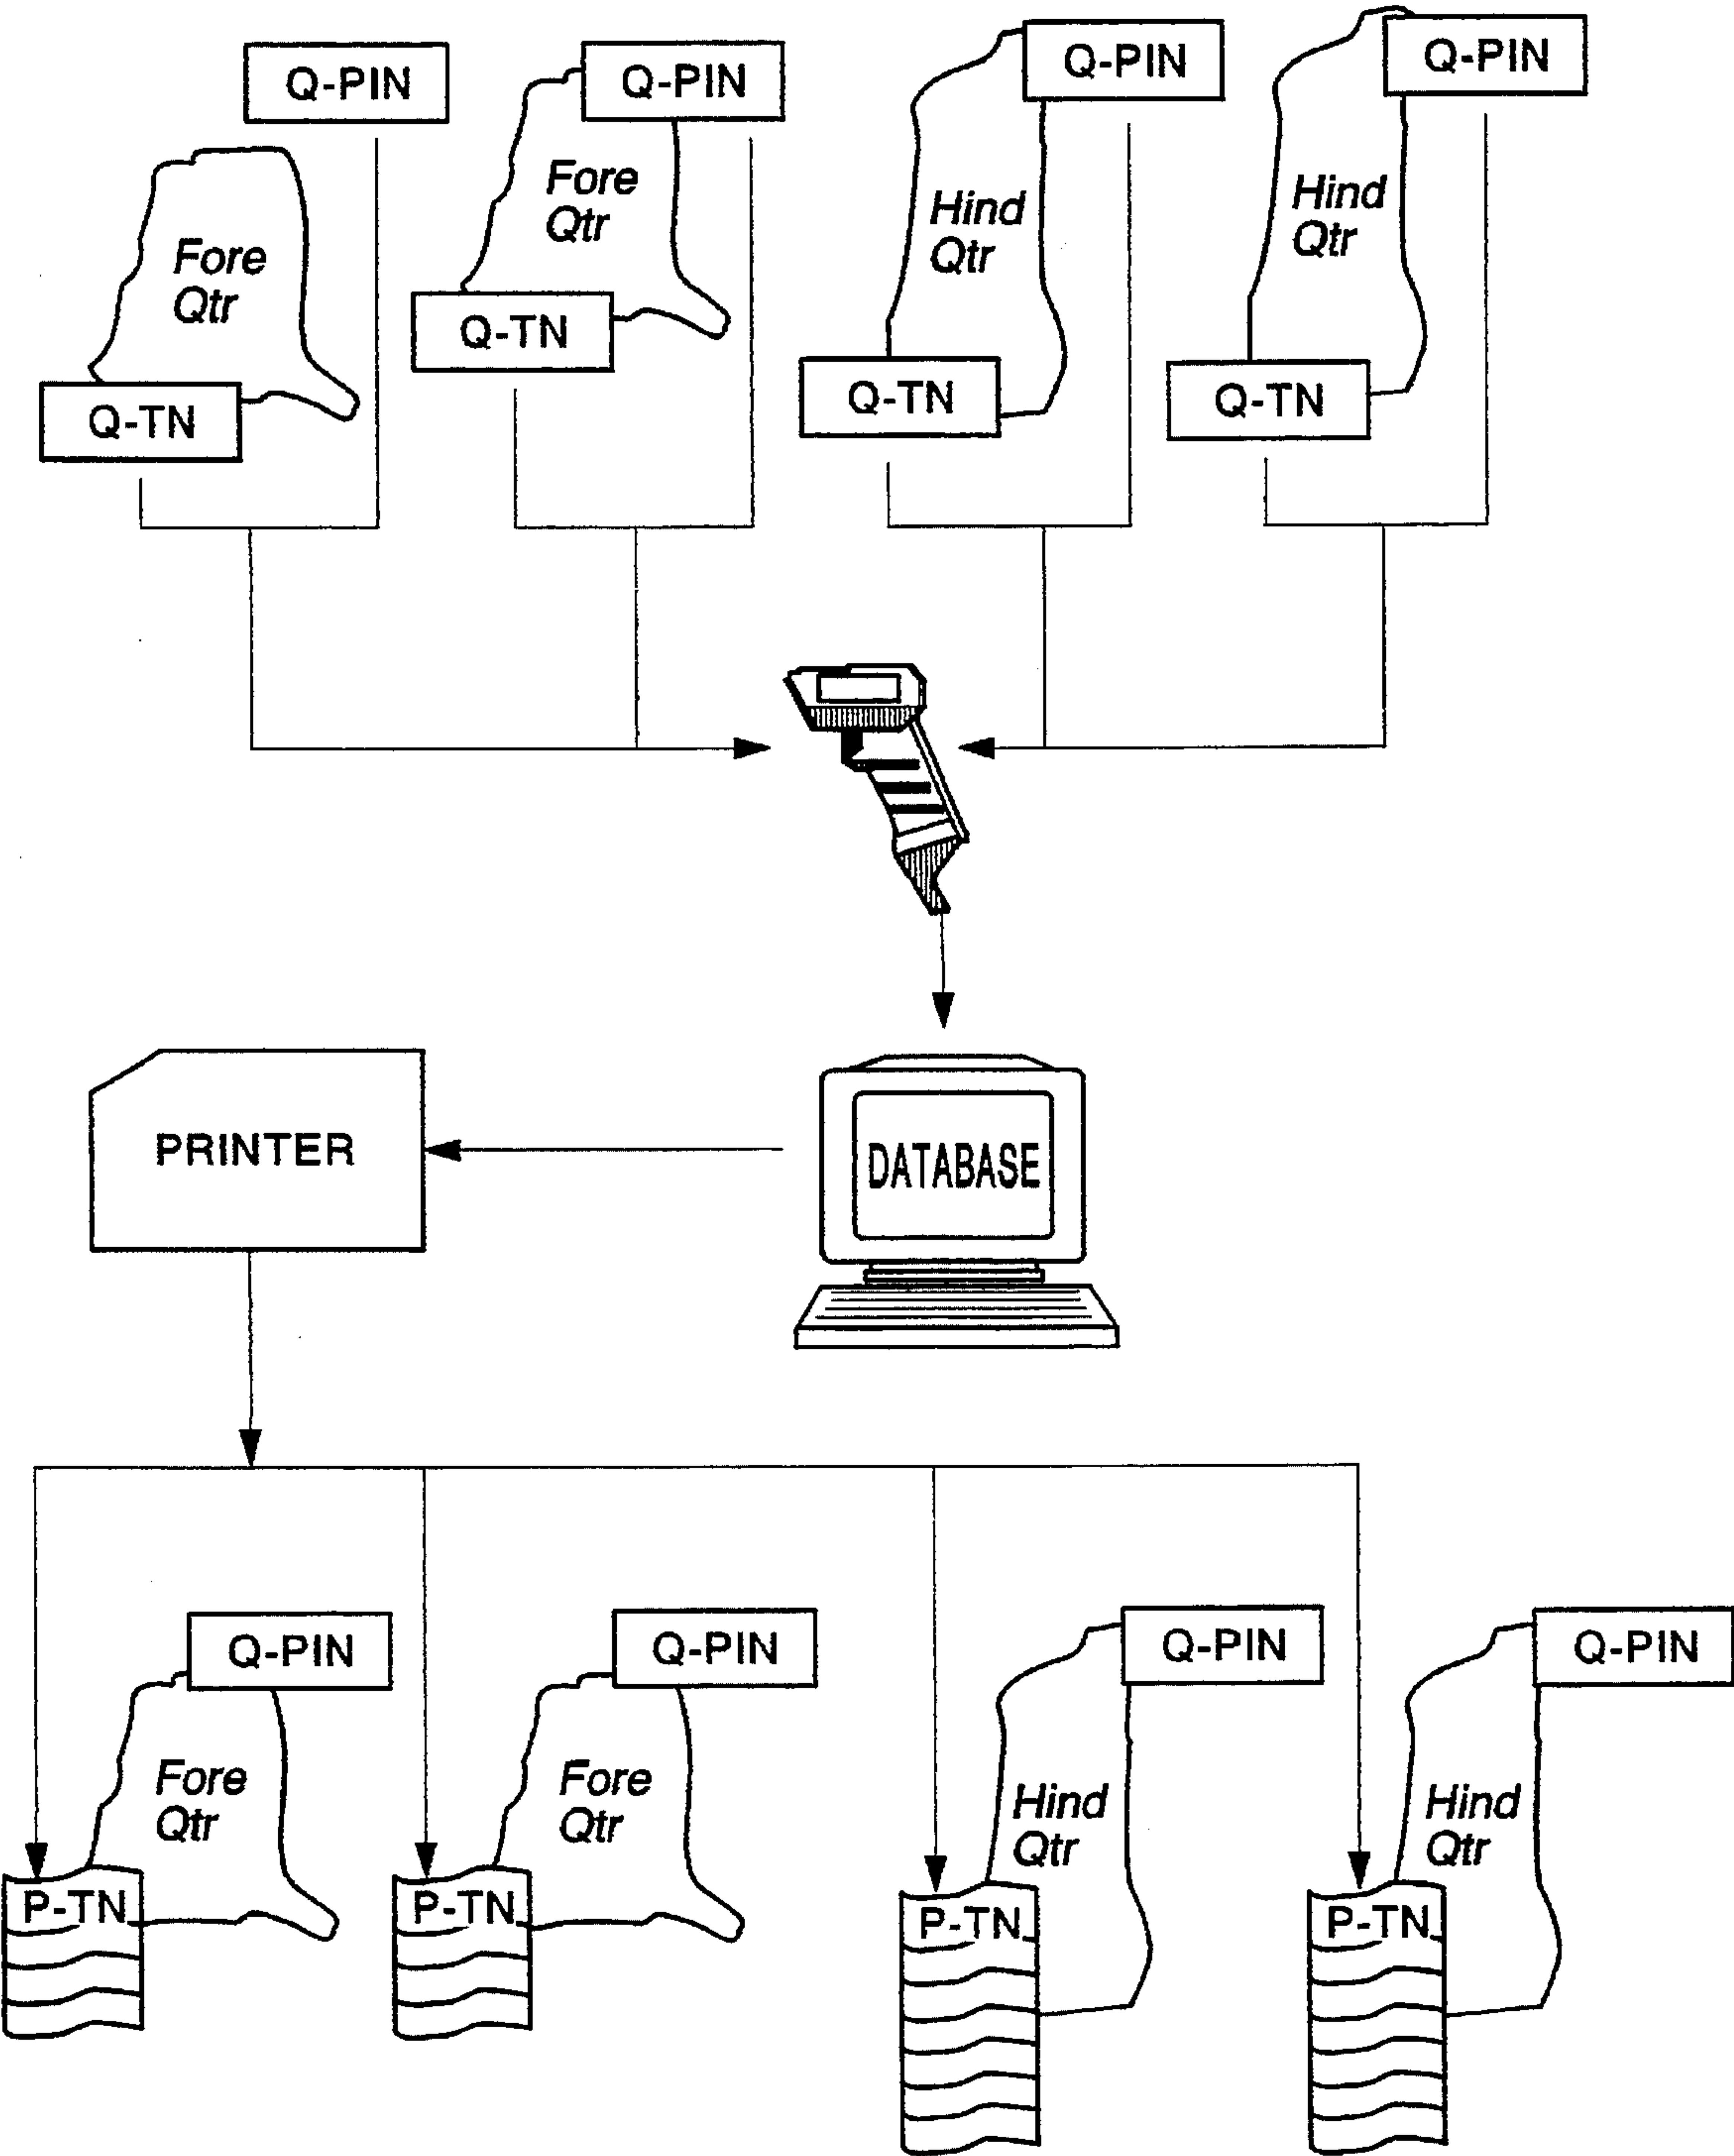 Q-PIN
Q-PIN
Q-PIN
Q-PIN
Fore
Qtr
Fore
Qtr
Hind
Qtr
Hind
Qtr
Q-TN
Q-TN
Q-TN
Q-TN
PRINTER
DATABASE
Q-PIN
Q-PIN
Q-PIN
Q-PIN
Fore
Qtr
Fore
Qtr
Hind
Qtr
Hind
Qtr
P-TN
P-TN
P-TN
P-TN